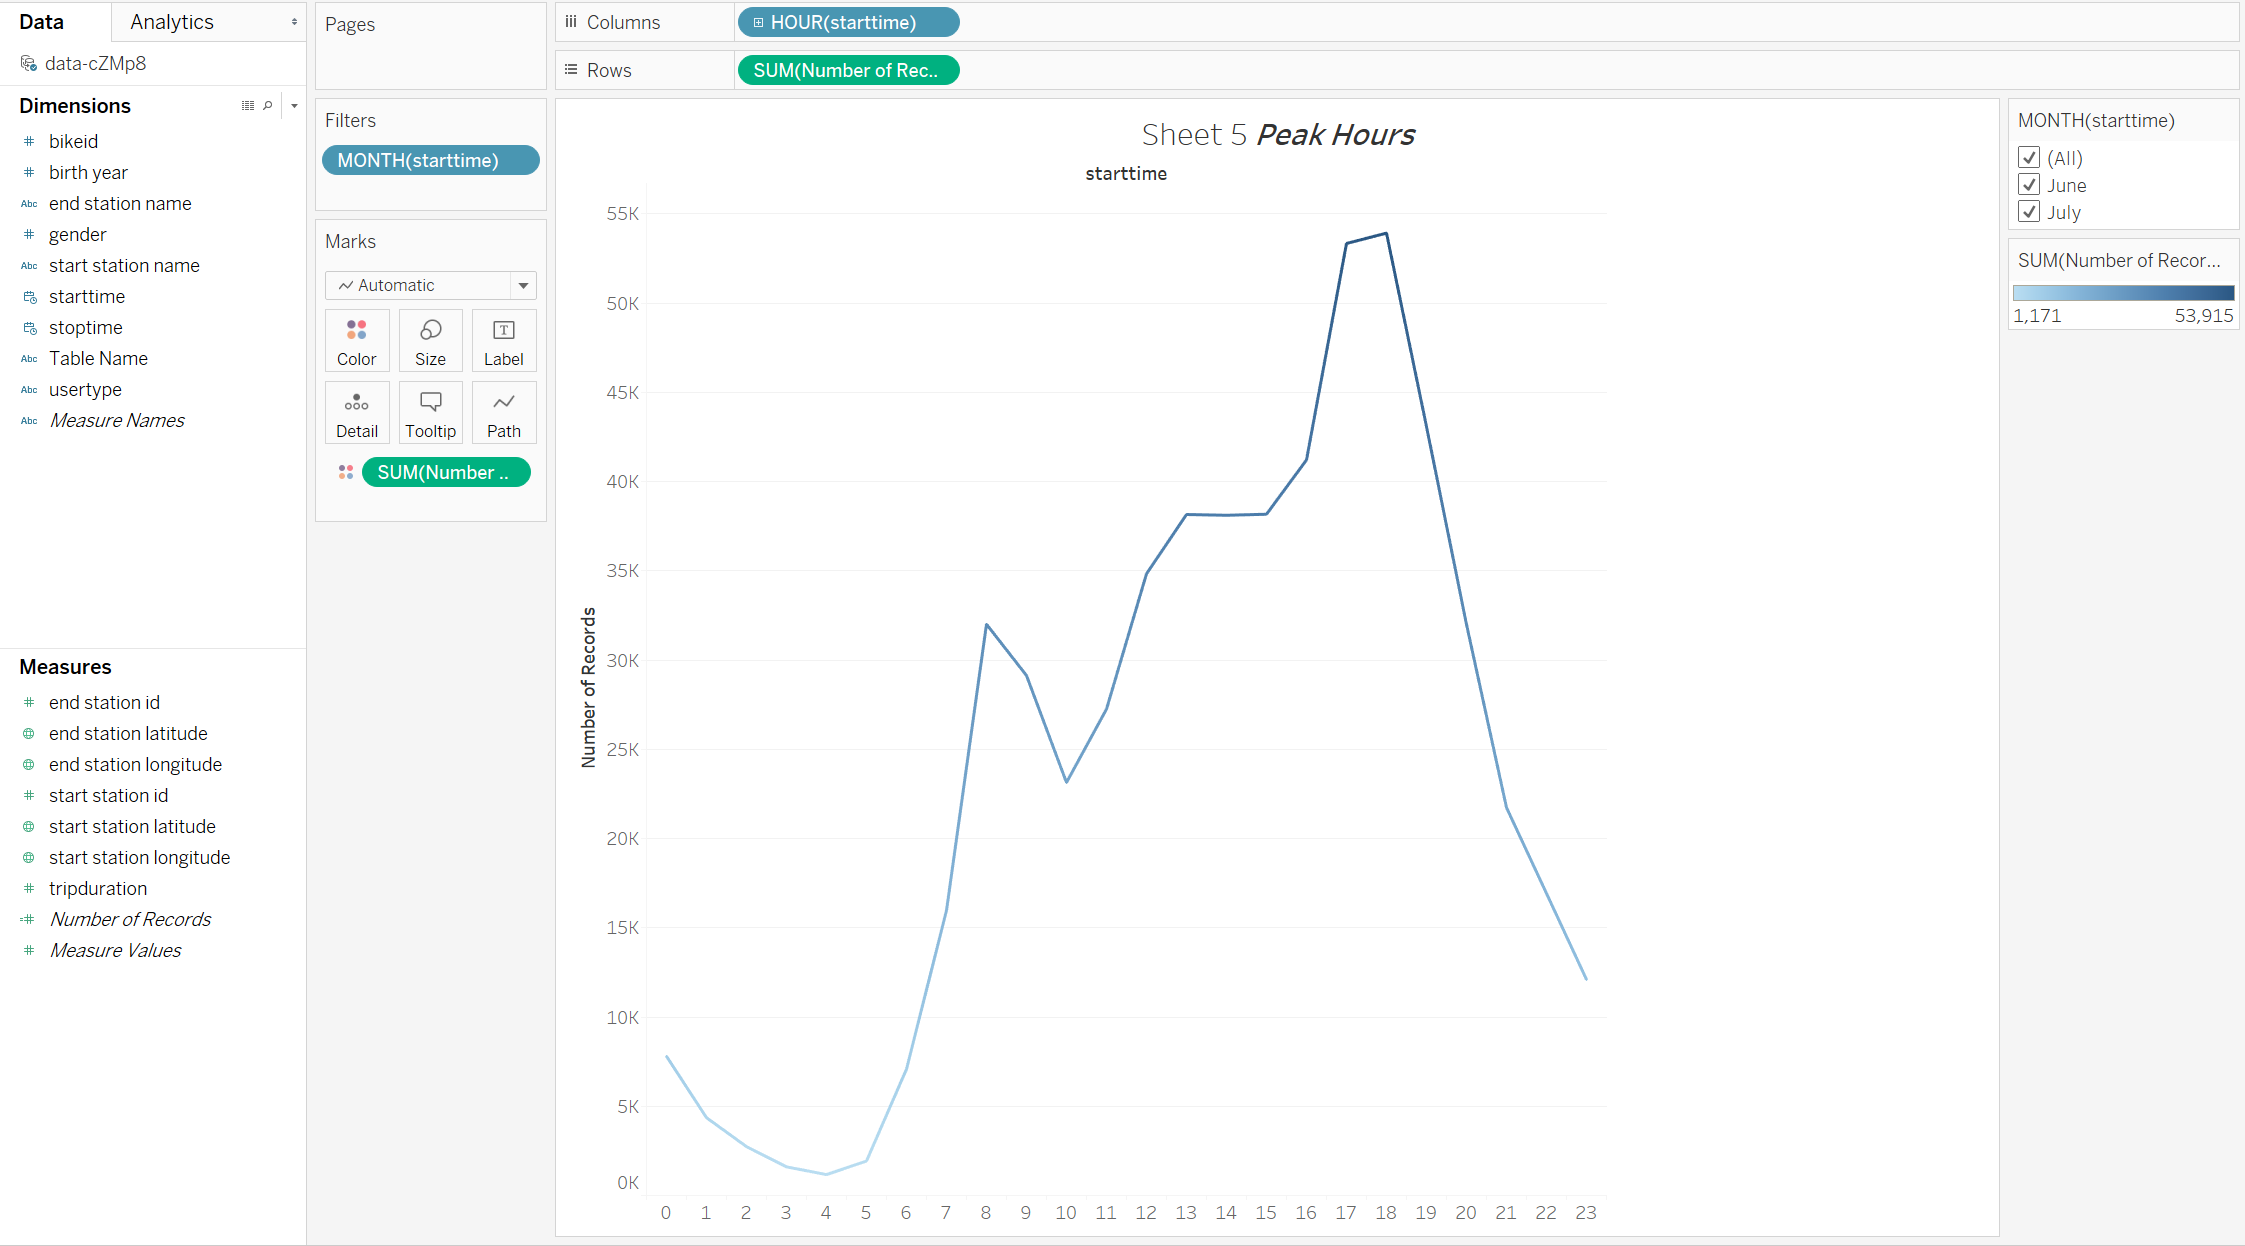 Data Analytics
data-cZMp8
Dimensions
# bikeid
# birth year
Abc end station name
# gender
Abc start station name
starttime
stoptime
Abc Table Name
Abc usertype
Abc Measure Names
Measures
# end station id
end station latitude
end station longitude
# start station id
start station latitude
start station longitude
# tripduration
=# Number of Records
# Measure Values
Pages
Filters
MONTH(starttime)
Marks
Automatic
Color Size Label
Detail Tooltip Path
SUM(Number ..
Columns HOUR(starttime)
Rows SUM(Number of Rec..
Sheet 5 Peak Hours
starttime
Number of Records
55K
50K
45K
40K
35K
30K
25K
20K
15K
10K
5K
0K
0 1 2 3 4 5 6 7 8 9 10 11 12 13 14 15 16 17 18 19 20 21 22 23
MONTH(starttime)
(All)
June
July
SUM(Number of Recor...
1,171 53,915